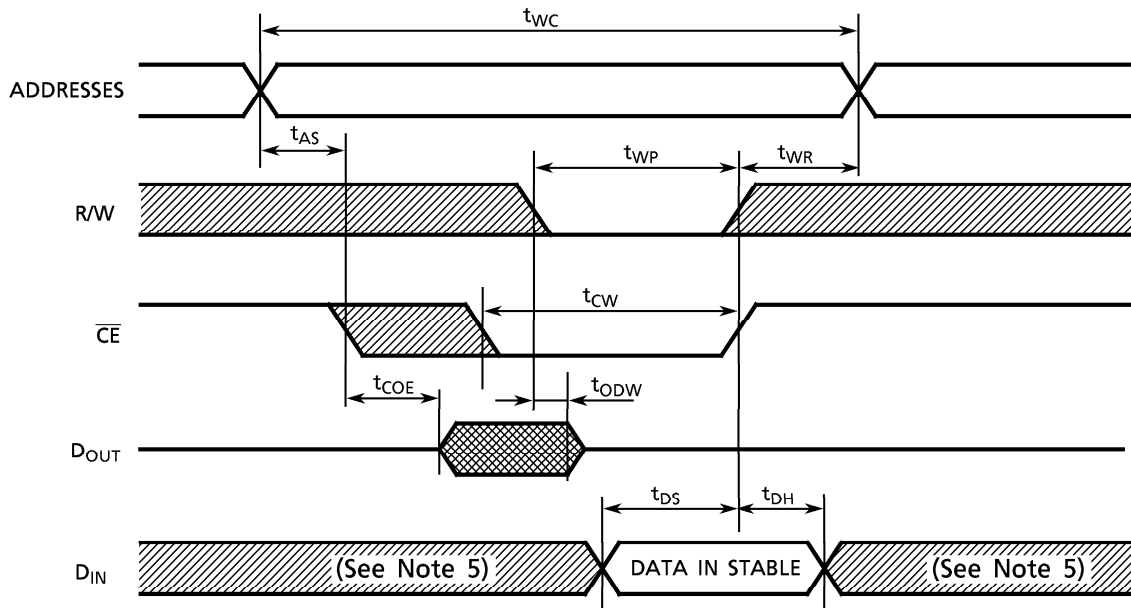 tWC
ADDRESSES
tAS
tWP
tWR
R/W
tCW
CE
tCOE
tODW
DOUT
tDS
tDH
DIN
(See Note 5)
DATA IN STABLE
(See Note 5)